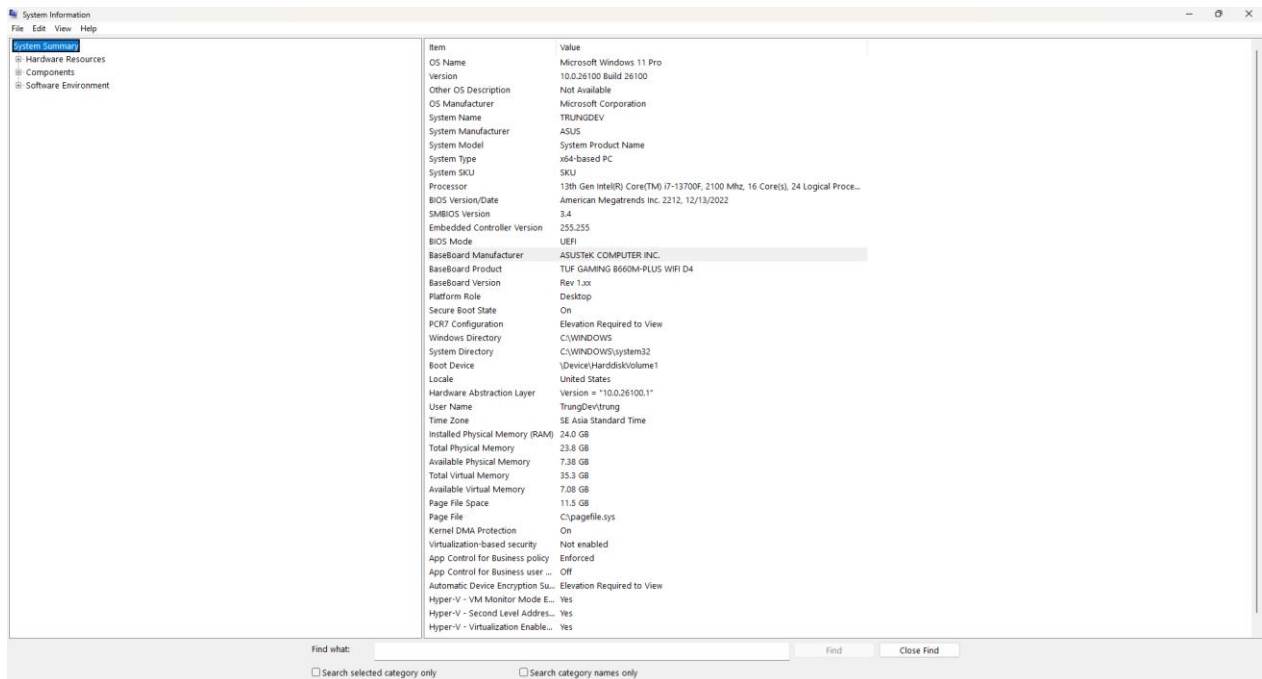 System Information
File Edit View Help
System Summary
Hardware Resources
Components
Software Environment
Item Value
OS Name Microsoft Windows 11 Pro
Version 10.0.26100 Build 26100
Other OS Description Not Available
OS Manufacturer Microsoft Corporation
System Name TRUNGDEV
System Manufacturer ASUS
System Model System Product Name
System Type x64-based PC
System SKU SKU
Processor 13th Gen Intel(R) Core(TM) i7-13700F, 2100 Mhz, 16 Core(s), 24 Logical Proce...
BIOS Version/Date American Megatrends Inc. 2212, 12/13/2022
SMBIOS Version 3.4
Embedded Controller Version 255.255
BIOS Mode UEFI
BaseBoard Manufacturer ASUSTeK COMPUTER INC.
BaseBoard Product TUF GAMING B660M-PLUS WIFI D4
BaseBoard Version Rev 1.xx
Platform Role Desktop
Secure Boot State On
PCR7 Configuration Elevation Required to View
Windows Directory C:\WINDOWS
System Directory C:\WINDOWS\system32
Boot Device \Device\HarddiskVolume1
Locale United States
Hardware Abstraction Layer Version = "10.0.26100.1"
User Name TrungDev\trung
Time Zone SE Asia Standard Time
Installed Physical Memory (RAM) 24.0 GB
Total Physical Memory 23.8 GB
Available Physical Memory 7.38 GB
Total Virtual Memory 35.3 GB
Available Virtual Memory 7.08 GB
Page File Space 11.5 GB
Page File C:\pagefile.sys
Kernel DMA Protection On
Virtualization-based security Not enabled
App Control for Business policy Enforced
App Control for Business user ... Off
Automatic Device Encryption Su... Elevation Required to View
Hyper-V - VM Monitor Mode E... Yes
Hyper-V - Second Level Addres... Yes
Hyper-V - Virtualization Enable... Yes
Find what: Find Close Find
Search selected category only Search category names only